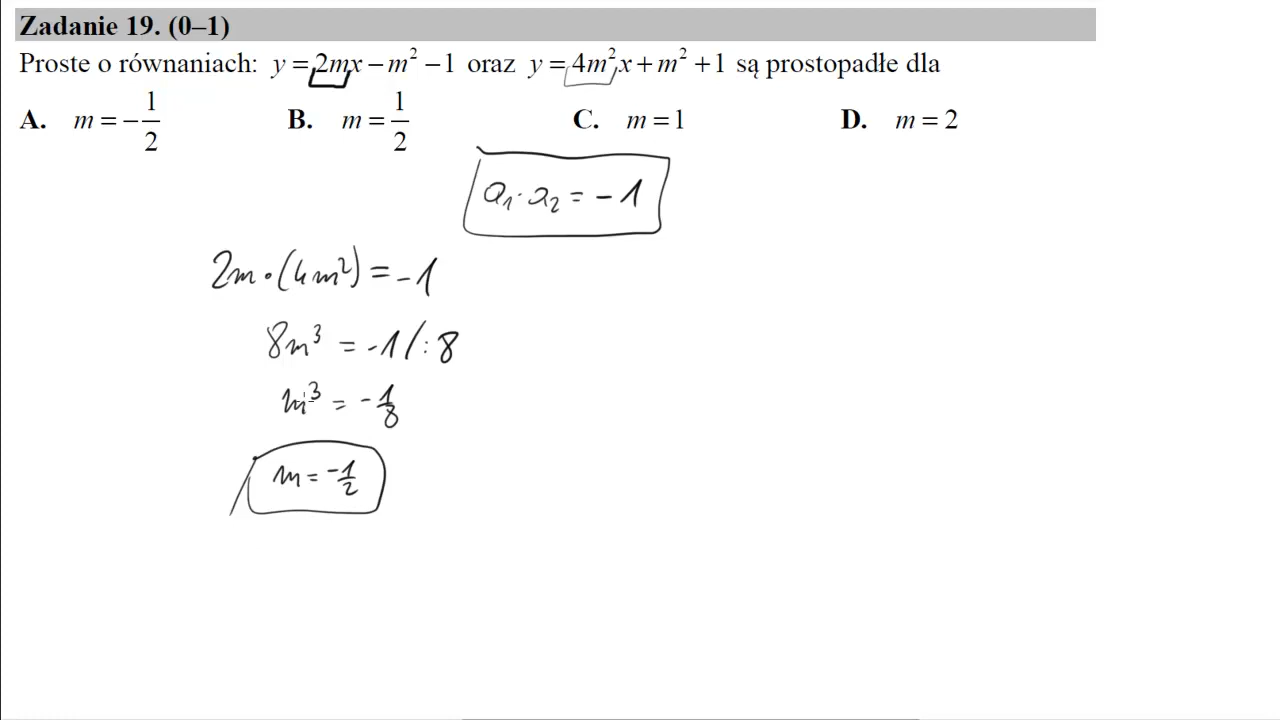 Zadanie 19. (0–1)
Proste o równaniach: y = 2mx − m² − 1 oraz y = 4m²x + m² + 1 są prostopadłe dla
A. m = −1/2 B. m = 1/2 C. m = 1 D. m = 2
a₁·a₂ = −1
2m·(4m²) = −1
8m³ = −1 /:8
m³ = −1/8
m = −1/2